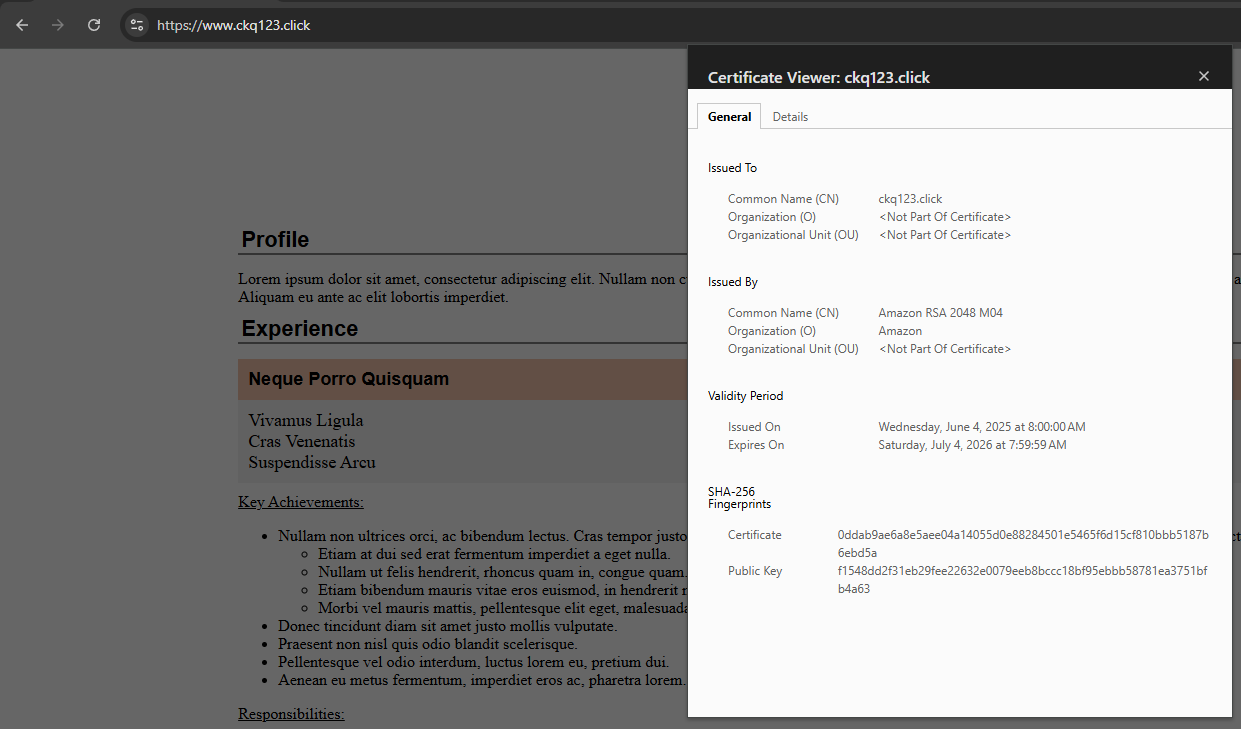 https://www.ckq123.click
Certificate Viewer: ckq123.click
General Details
Issued To
Common Name (CN) ckq123.click
Organization (O) <Not Part Of Certificate>
Organizational Unit (OU) <Not Part Of Certificate>
Issued By
Common Name (CN) Amazon RSA 2048 M04
Organization (O) Amazon
Organizational Unit (OU) <Not Part Of Certificate>
Validity Period
Issued On Wednesday, June 4, 2025 at 8:00:00 AM
Expires On Saturday, July 4, 2026 at 7:59:59 AM
SHA-256
Fingerprints
Certificate 0ddab9ae6a8e5aee04a14055d0e88284501e5465f6d15cf810bbb5187b
6ebd5a
Public Key f1548dd2f31eb29fee22632e0079eeb8bccc18bf95ebbb58781ea3751bf
b4a63
Profile
Lorem ipsum dolor sit amet, consectetur adipiscing elit. Nullam non
Aliquam eu ante ac elit lobortis imperdiet.
Experience
Neque Porro Quisquam
Vivamus Ligula
Cras Venenatis
Suspendisse Arcu
Key Achievements:
Nullam non ultrices orci, ac bibendum lectus. Cras tempor justo
Etiam at dui sed erat fermentum imperdiet a eget nulla.
Nullam ut felis hendrerit, rhoncus quam in, congue quam.
Etiam bibendum mauris vitae eros euismod, in hendrerit
Morbi vel mauris mattis, pellentesque elit eget, malesuada
Donec tincidunt diam sit amet justo mollis vulputate.
Praesent non nisl quis odio blandit scelerisque.
Pellentesque vel odio interdum, luctus lorem eu, pretium dui.
Aenean eu metus fermentum, imperdiet eros ac, pharetra lorem.
Responsibilities: